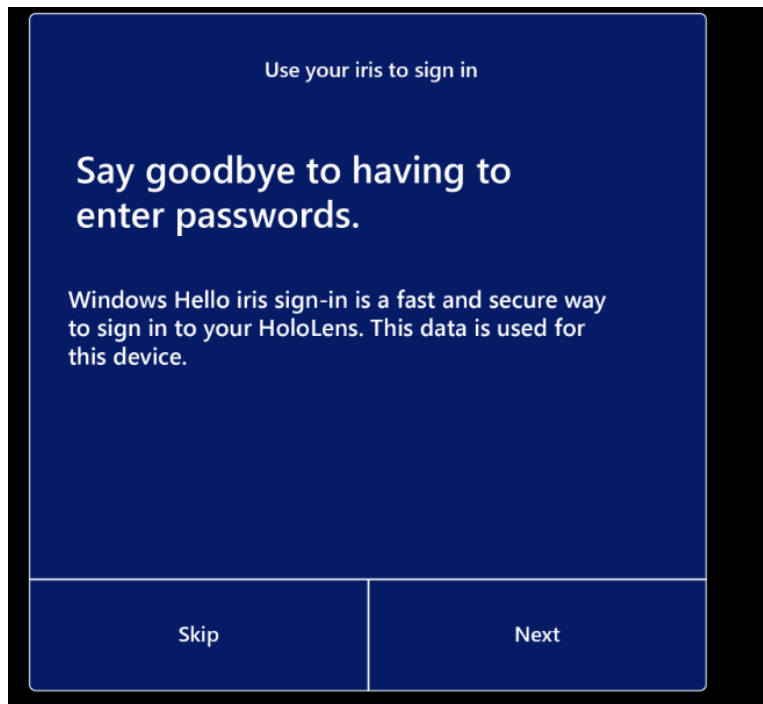 Use your iris to sign in
Say goodbye to having to
enter passwords.
Windows Hello iris sign-in is a fast and secure way
to sign in to your HoloLens. This data is used for
this device.
Skip
Next